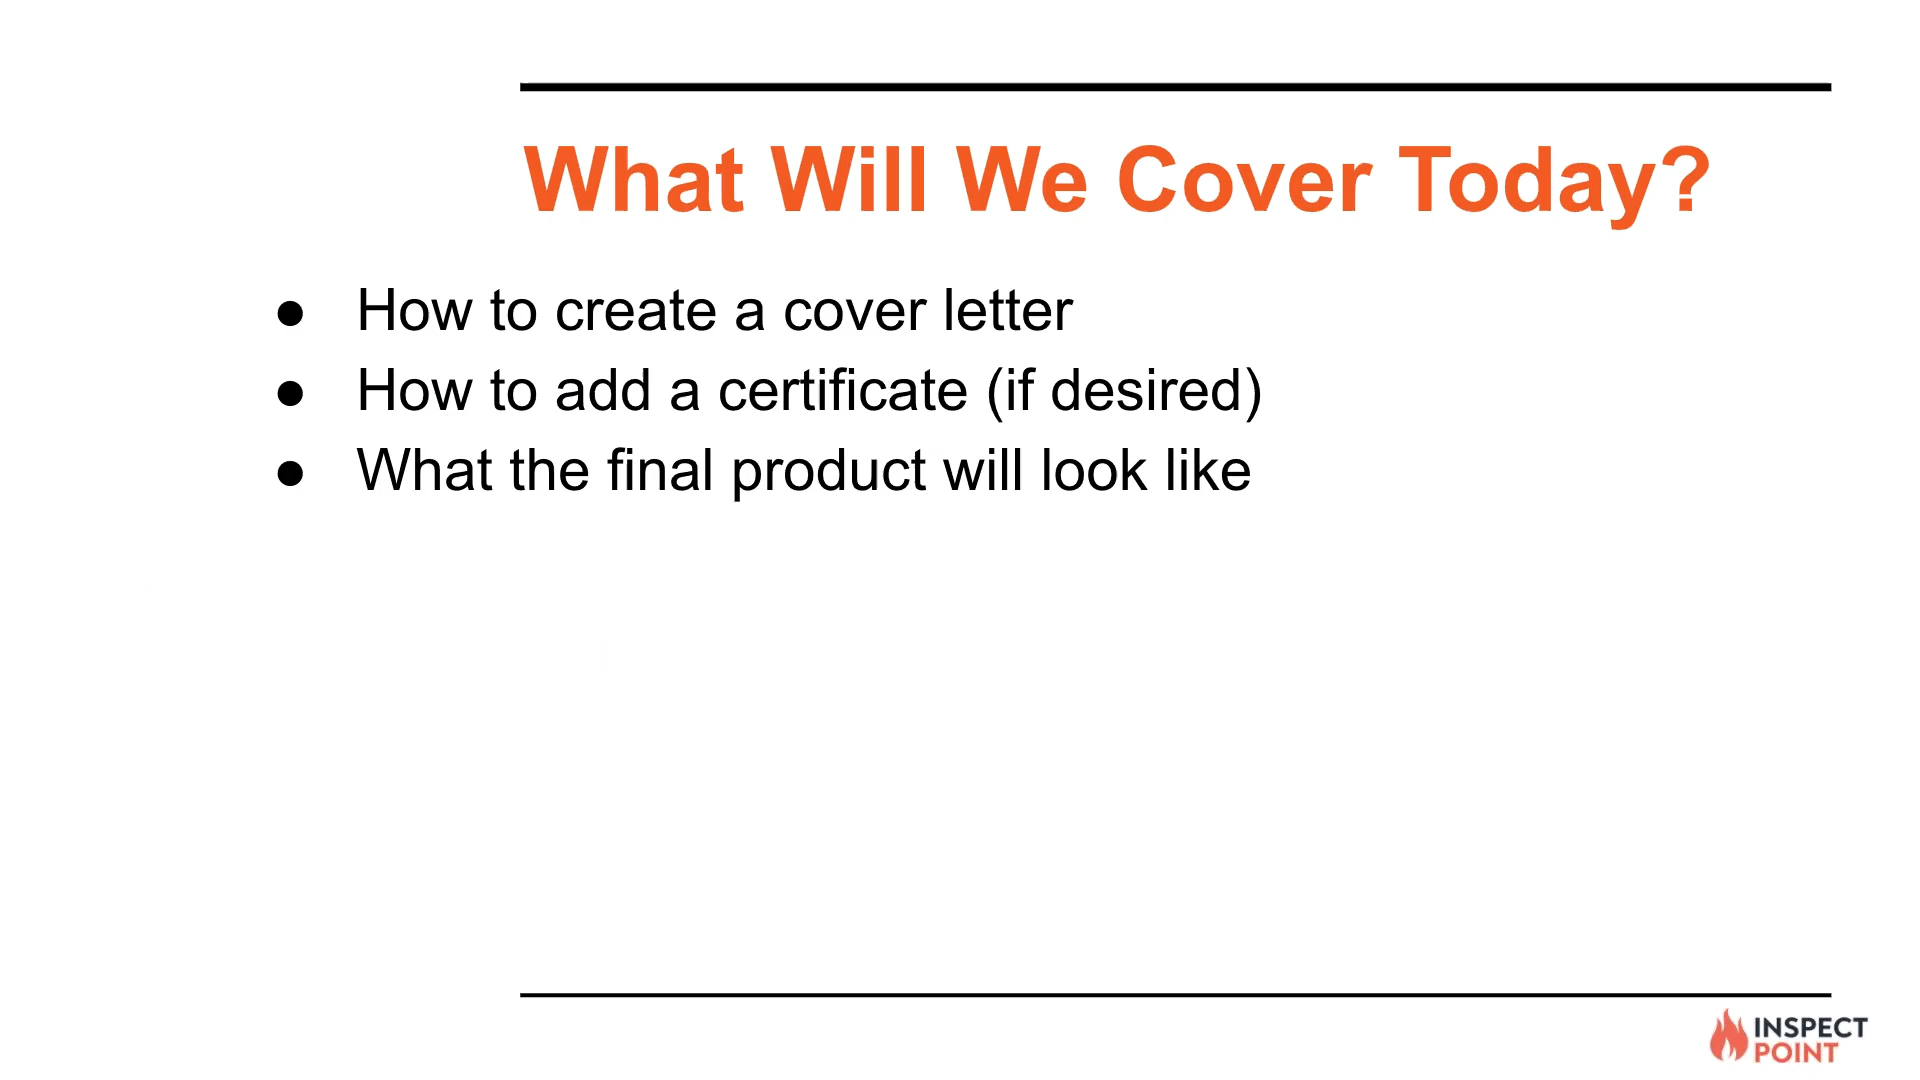 What Will We Cover Today?
● How to create a cover letter
● How to add a certificate (if desired)
● What the final product will look like
INSPECT
POINT